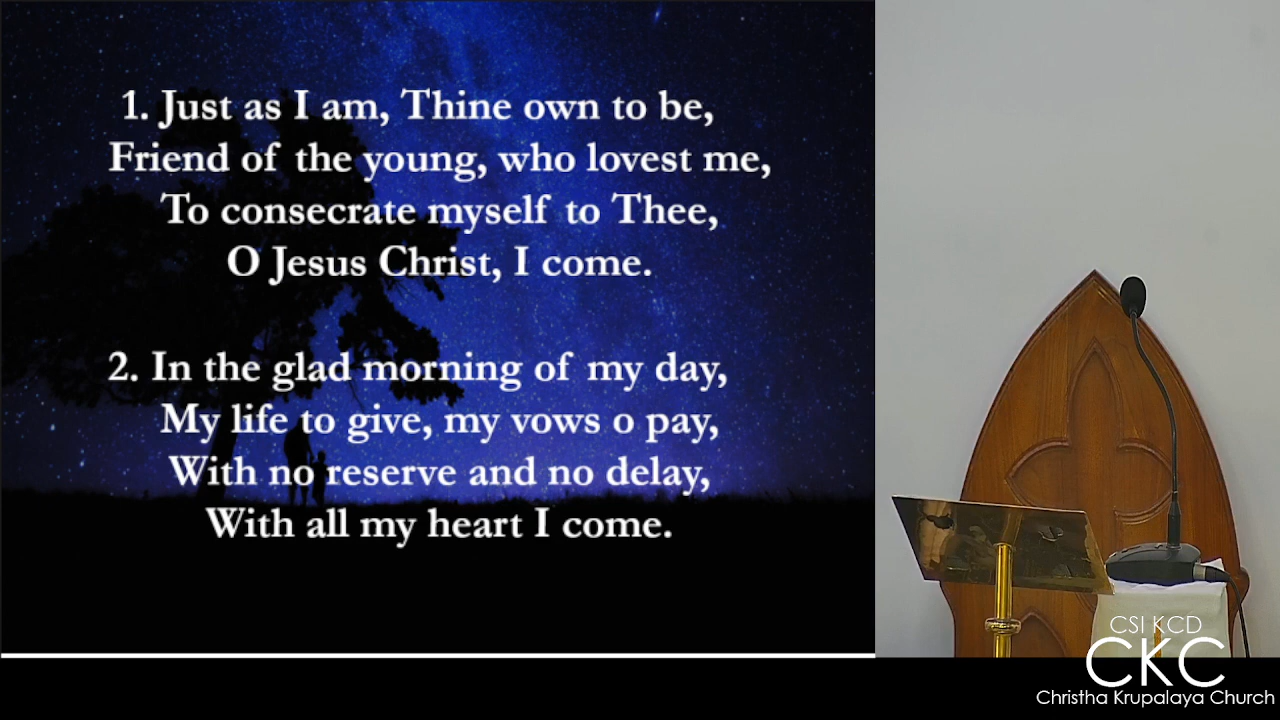 1. Just as I am, Thine own to be,
Friend of the young, who lovest me,
To consecrate myself to Thee,
O Jesus Christ, I come.
2. In the glad morning of my day,
My life to give, my vows o pay,
With no reserve and no delay,
With all my heart I come.
CSI KCD
CKC
Christha Krupalaya Church